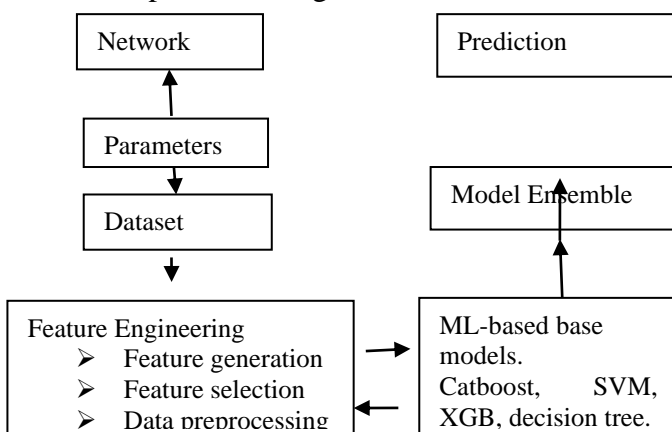 Network
Prediction
Parameters
Model Ensemble
Dataset
Feature Engineering
➢ Feature generation
➢ Feature selection
➢ Data preprocessing
ML-based base
models.
Catboost, SVM,
XGB, decision tree.